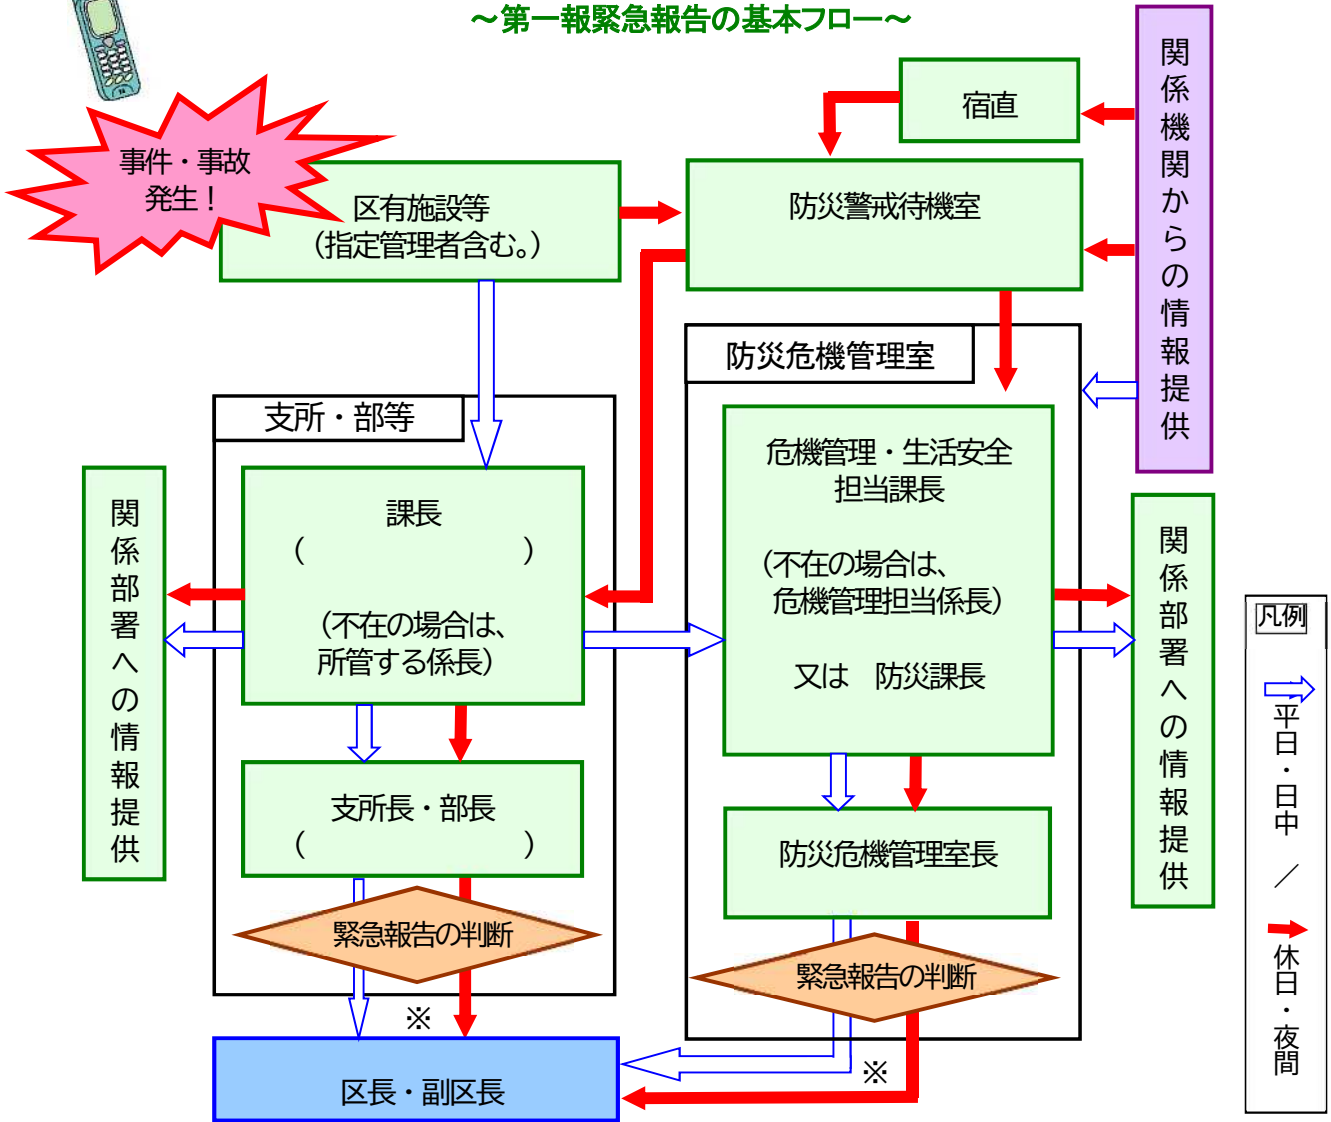 ～第一報緊急報告の基本フロー～
事件・事故
発生！
区有施設等
（指定管理者含む。）
宿直
防災警戒待機室
関係機関からの情報提供
防災危機管理室
支所・部等
危機管理・生活安全
担当課長
（不在の場合は、
危機管理担当係長）
又は　防災課長
課長
（　　　　　　　　）
（不在の場合は、
所管する係長）
関係部署への情報提供
関係部署への情報提供
支所長・部長
（　　　　　　　　）
防災危機管理室長
緊急報告の判断
緊急報告の判断
※
※
区長・副区長
凡例
平日・日中　／　休日・夜間